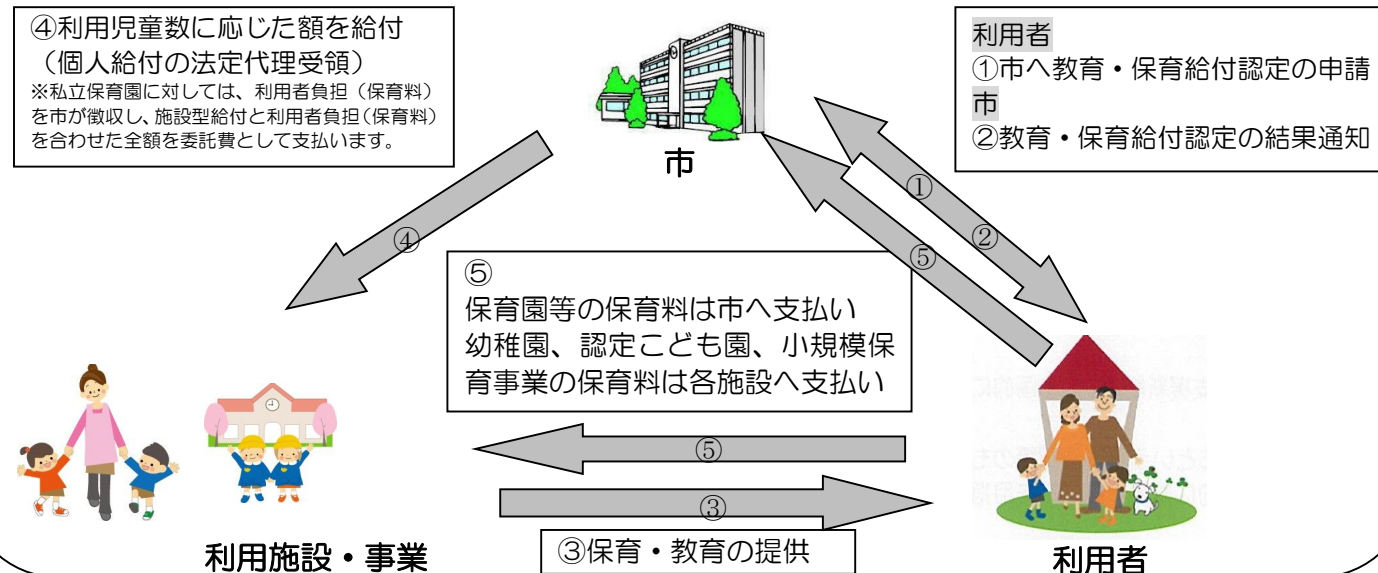 ④利用児童数に応じた額を給付
（個人給付の法定代理受領）
※私立保育園に対しては、利用者負担（保育料）
を市が徴収し、施設型給付と利用者負担（保育料）
を合わせた全額を委託費として支払います。
利用者
①市へ教育・保育給付認定の申請
市
②教育・保育給付認定の結果通知
市
①
②
⑤
④
⑤
保育園等の保育料は市へ支払い
幼稚園、認定こども園、小規模保
育事業の保育料は各施設へ支払い
⑤
③
③保育・教育の提供
利用施設・事業
利用者